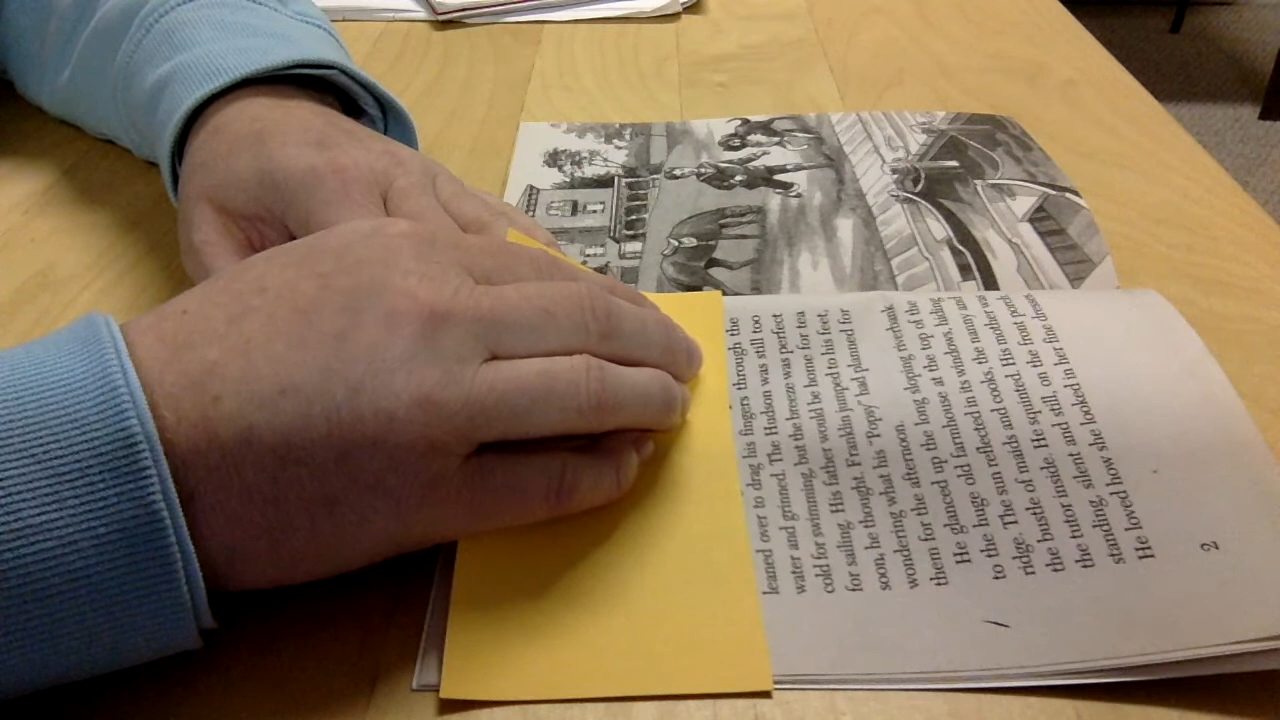 leaned over to drag his fingers through the
water and grinned. The Hudson was still too
cold for swimming, but the breeze was perfect
for sailing. His father would be home for tea
soon, he thought. Franklin jumped to his feet,
wondering what his "Popsy" had planned for
them for the afternoon.
He glanced up the long sloping riverbank
to the huge old farmhouse at the top of the
ridge. The sun reflected in its windows, hiding
the bustle of maids and cooks, the nanny and
the tutor inside. He squinted. His mother was
standing, silent and still, on the front porch.
He loved how she looked in her fine dresses
2